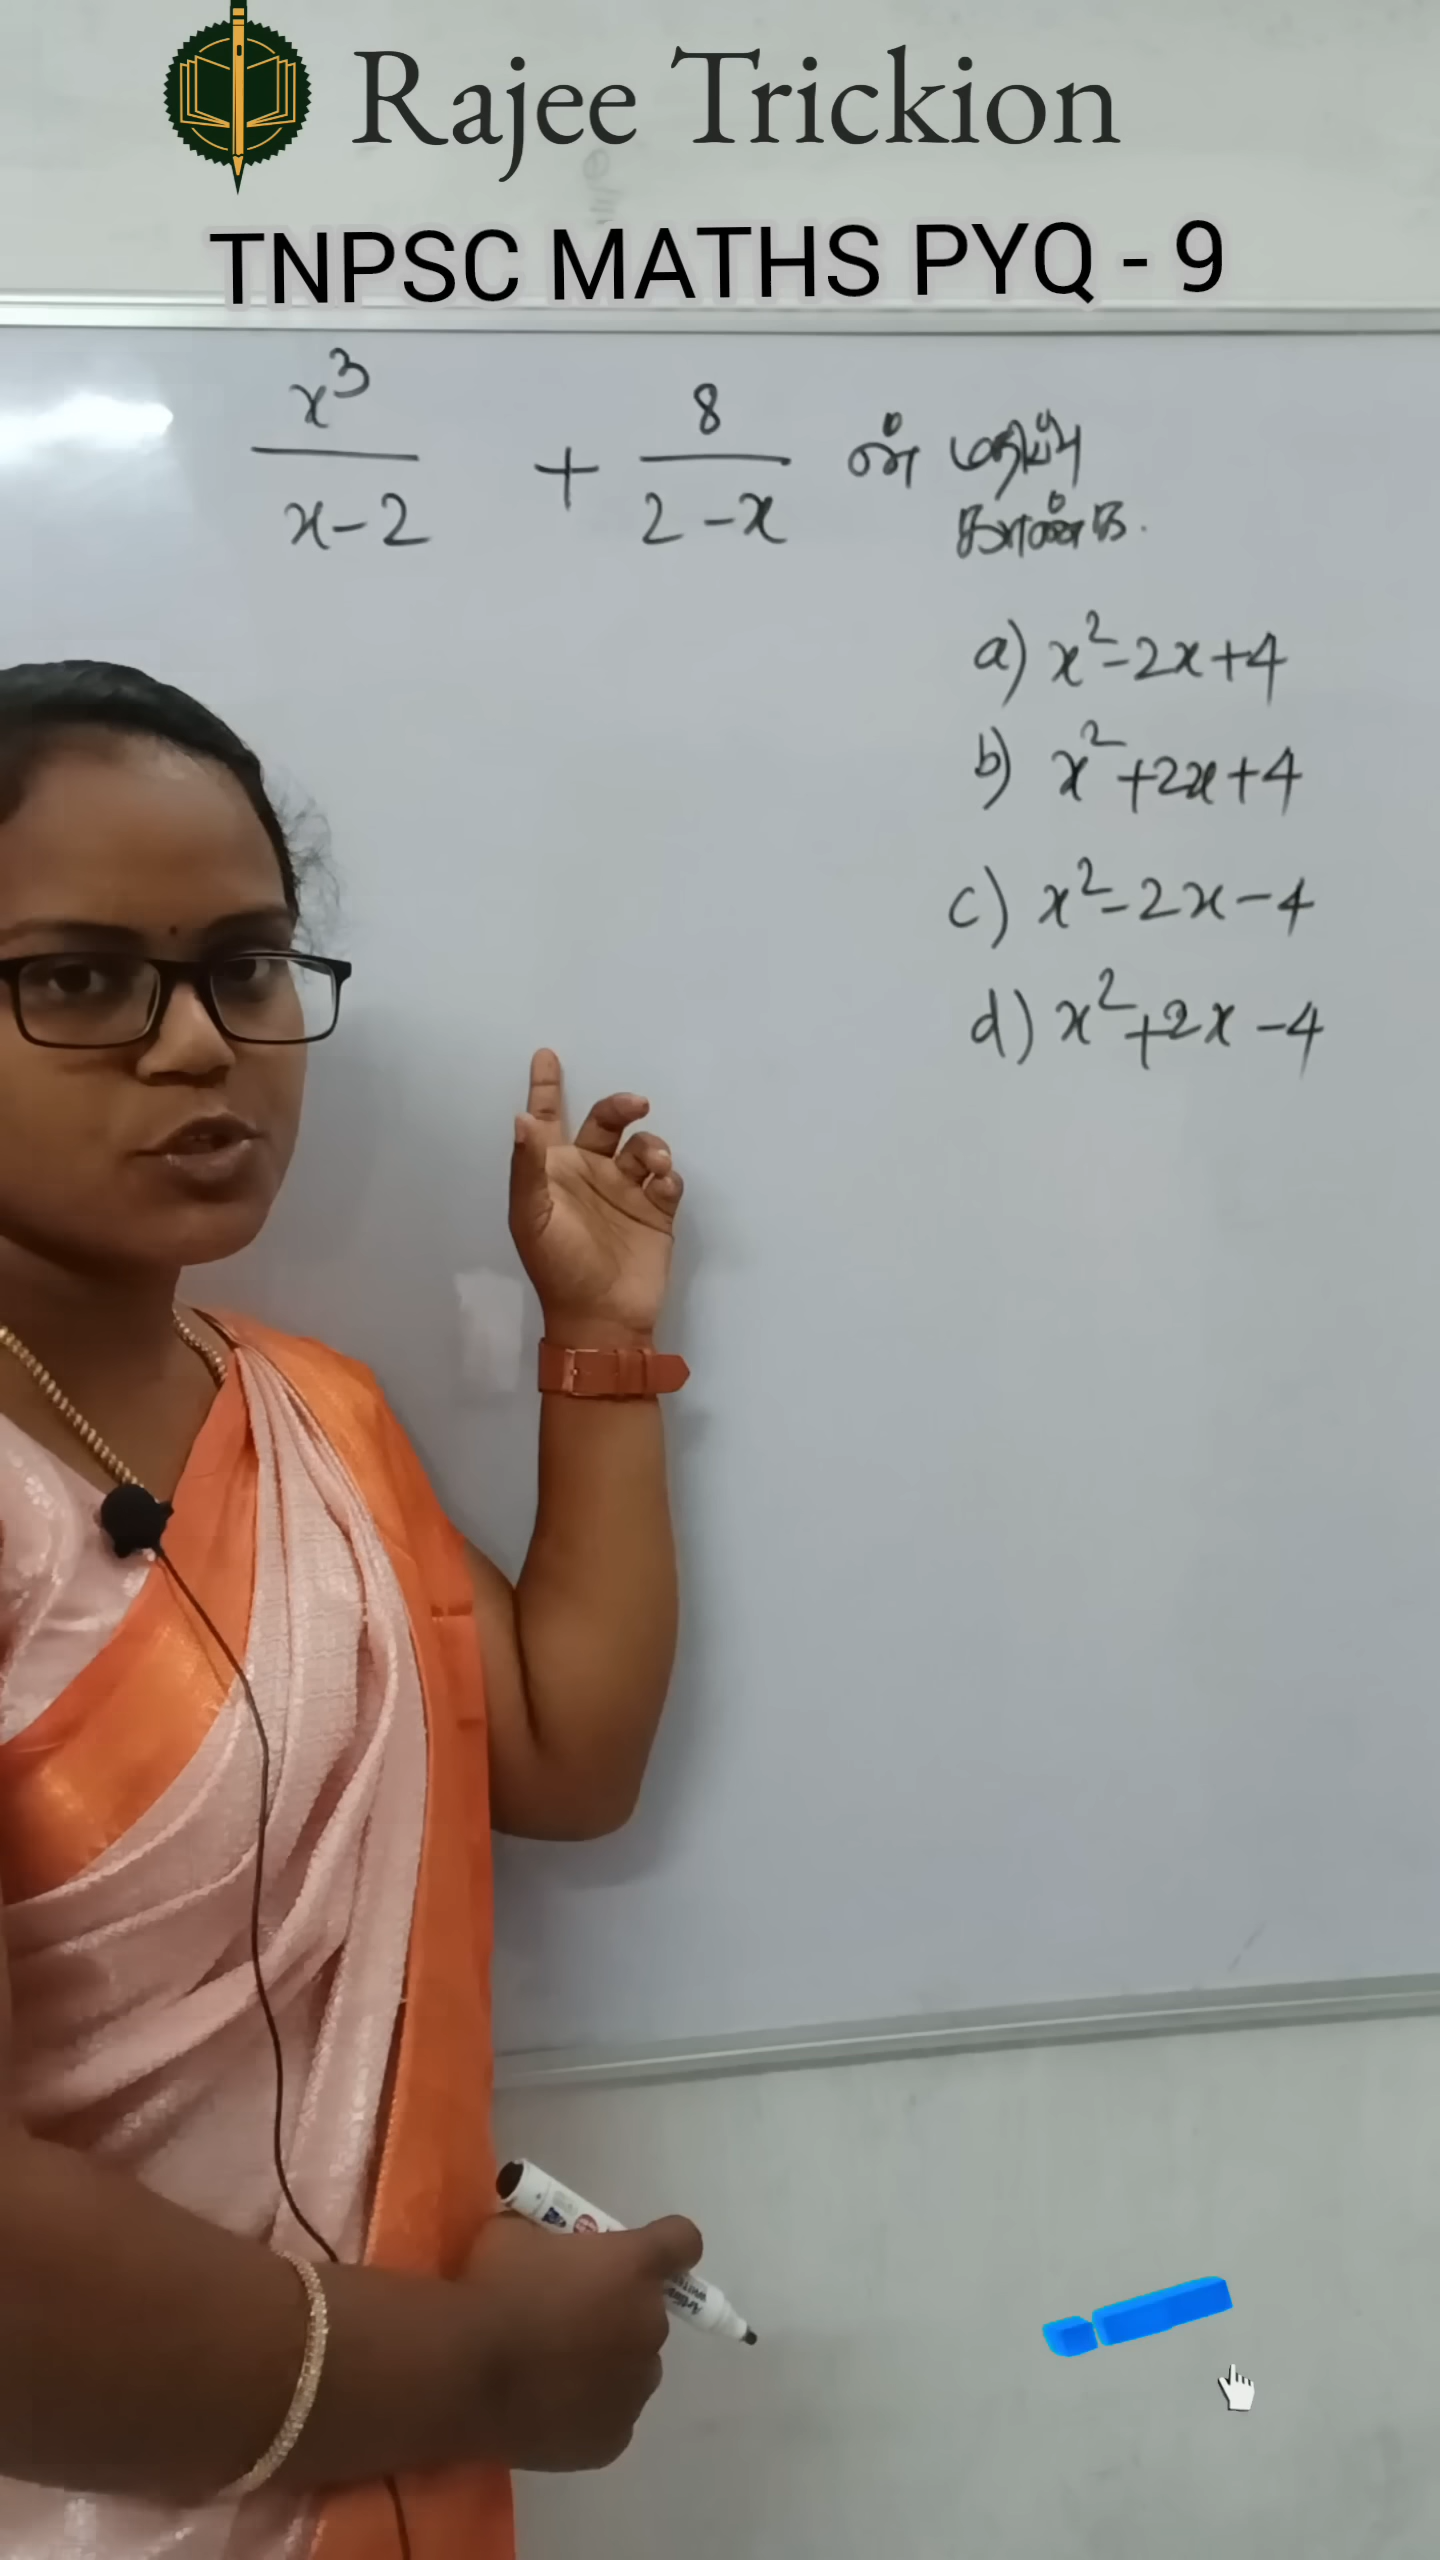 Rajee Trickion
TNPSC MATHS PYQ - 9
x³/(x-2) + 8/(2-x) ன் மதிப்பு
காண்க.
a) x²-2x+4
b) x²+2x+4
c) x²-2x-4
d) x²+2x-4